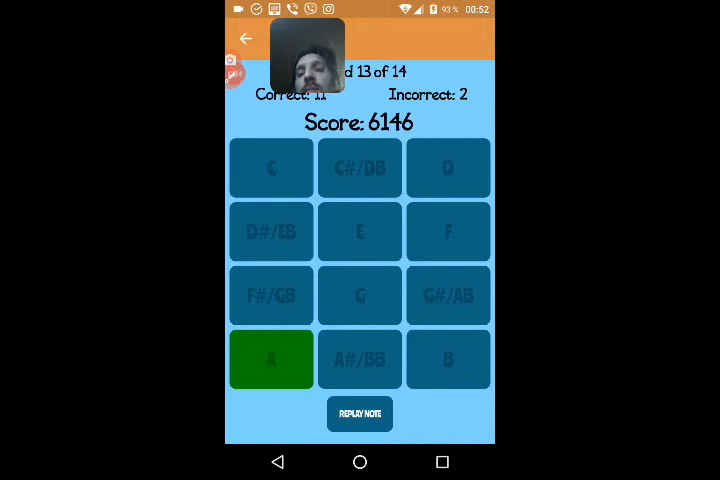 93 % 00:52
d 13 of 14
Correct: 11 Incorrect: 2
Score: 6146
C C#/DB D
D#/EB E F
F#/GB G G#/AB
A A#/BB B
REPLAY NOTE